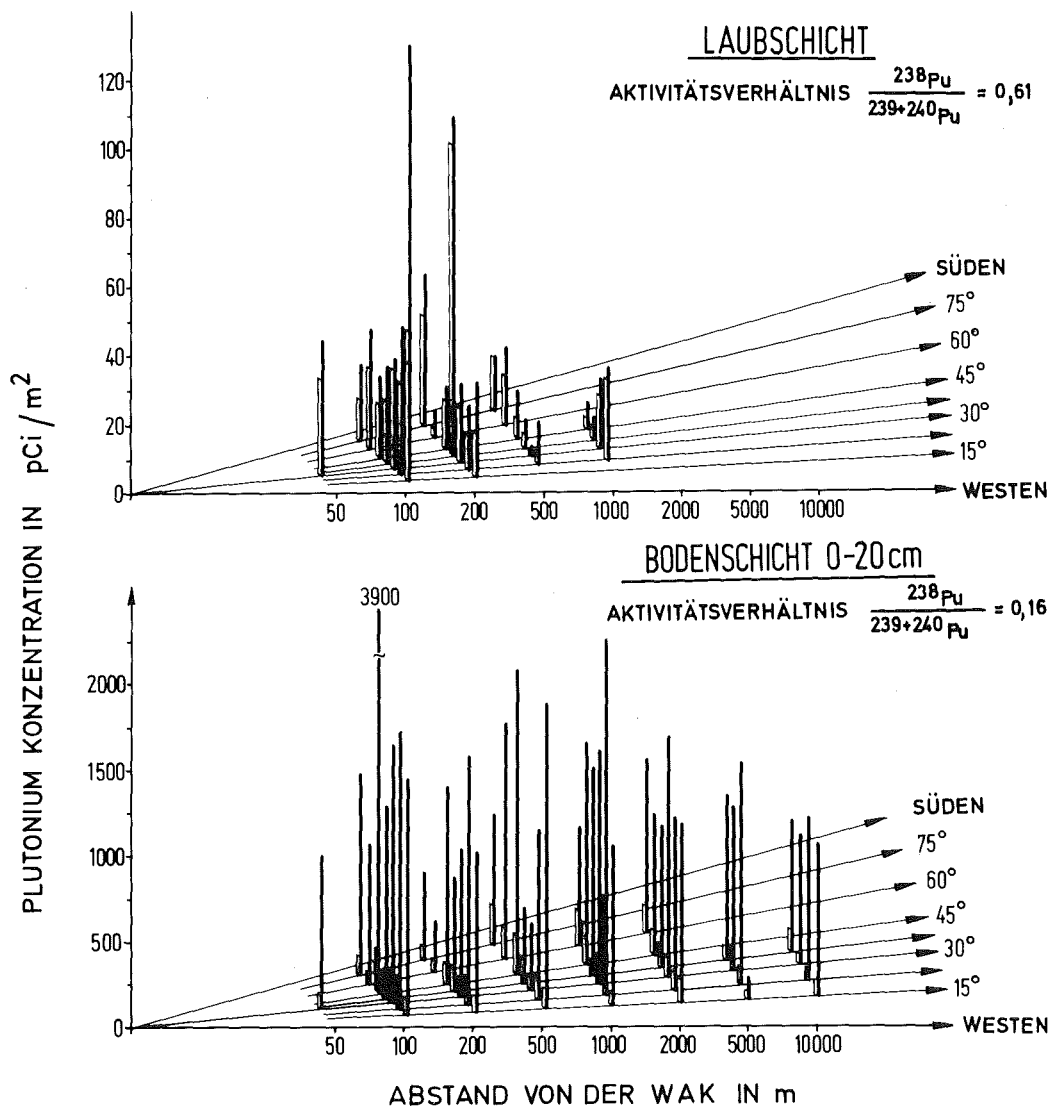 LAUBSCHICHT
AKTIVITÄTSVERHÄLTNIS 238Pu / 239+240Pu = 0,61
PLUTONIUM KONZENTRATION IN pCi/m²
120
100
80
60
40
20
0
SÜDEN
75°
60°
45°
30°
15°
WESTEN
50 100 200 500 1000 2000 5000 10000
BODENSCHICHT 0-20cm
AKTIVITÄTSVERHÄLTNIS 238Pu / 239+240Pu = 0,16
3900
2000
1500
1000
500
0
SÜDEN
75°
60°
45°
30°
15°
WESTEN
50 100 200 500 1000 2000 5000 10000
ABSTAND VON DER WAK IN m